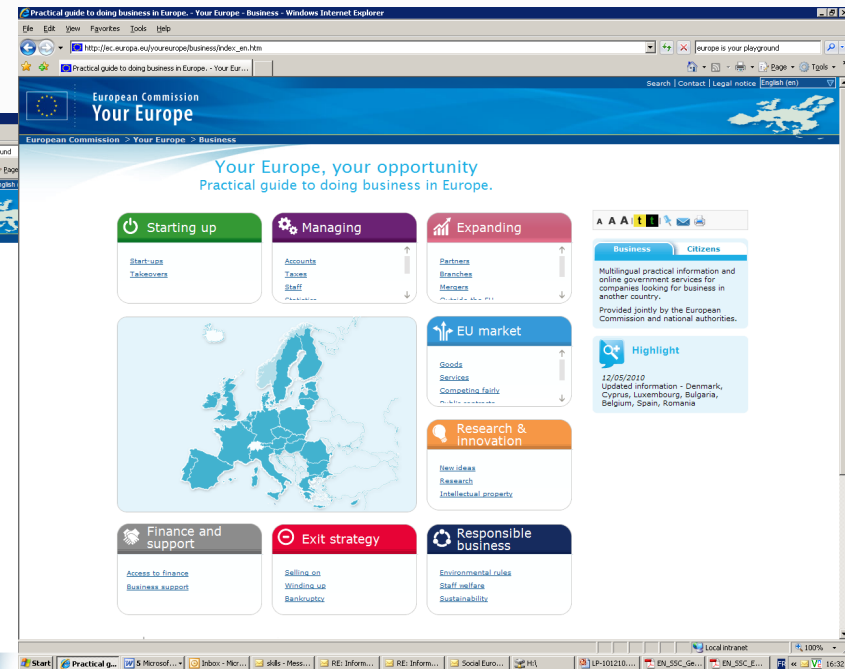 Practical guide to doing business in Europe. - Your Europe - Business - Windows Internet Explorer
File Edit View Favorites Tools Help
http://ec.europa.eu/youreurope/business/index_en.htm
europe is your playground
Practical guide to doing business in Europe. - Your Eur...
Page Tools
Search | Contact | Legal notice English (en)
European Commission
Your Europe
European Commission > Your Europe > Business
Your Europe, your opportunity
Practical guide to doing business in Europe.
Starting up
Start-ups
Takeovers
Managing
Accounts
Taxes
Staff
Statistics
Expanding
Partners
Branches
Mergers
Outside the EU
A A A t t
Business Citizens
Multilingual practical information and
online government services for
companies looking for business in
another country.
Provided jointly by the European
Commission and national authorities.
EU market
Goods
Services
Competing fairly
Public contracts
Highlight
12/05/2010
Updated information - Denmark,
Cyprus, Luxembourg, Bulgaria,
Belgium, Spain, Romania
Research &
innovation
New ideas
Research
Intellectual property
Finance and
support
Access to finance
Business support
Exit strategy
Selling on
Winding up
Bankruptcy
Responsible
business
Environmental rules
Staff welfare
Sustainability
Local intranet 100%
Start Practical g... 5 Microsof... Inbox - Micr... skills - Mess... RE: Inform... RE: Inform... Social Euro... H:\ LP-101210.... EN_SSC_Ge... EN_SSC_E... FR 16:32